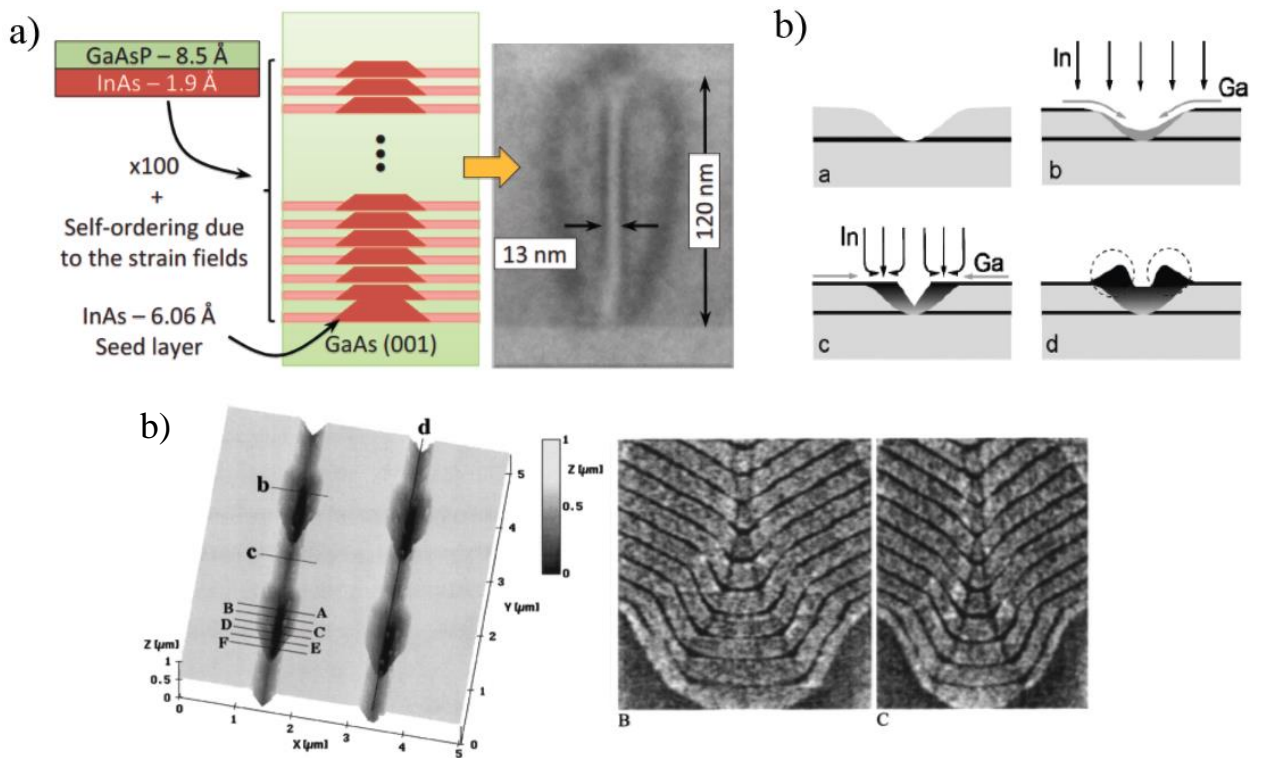 a)
GaAsP – 8.5 Å
InAs – 1.9 Å
x100
+
Self-ordering due
to the strain fields
InAs – 6.06 Å
Seed layer
GaAs (001)
13 nm
120 nm
b)
a
In
Ga
b
In
Ga
c
d
b)
d
b
c
B
D
F
A
C
E
Z [µm]
1
0.5
0
0
1
2
3
4
5
X [µm]
0
1
2
3
4
5
Y [µm]
1
Z [µm]
0.5
0
B
C